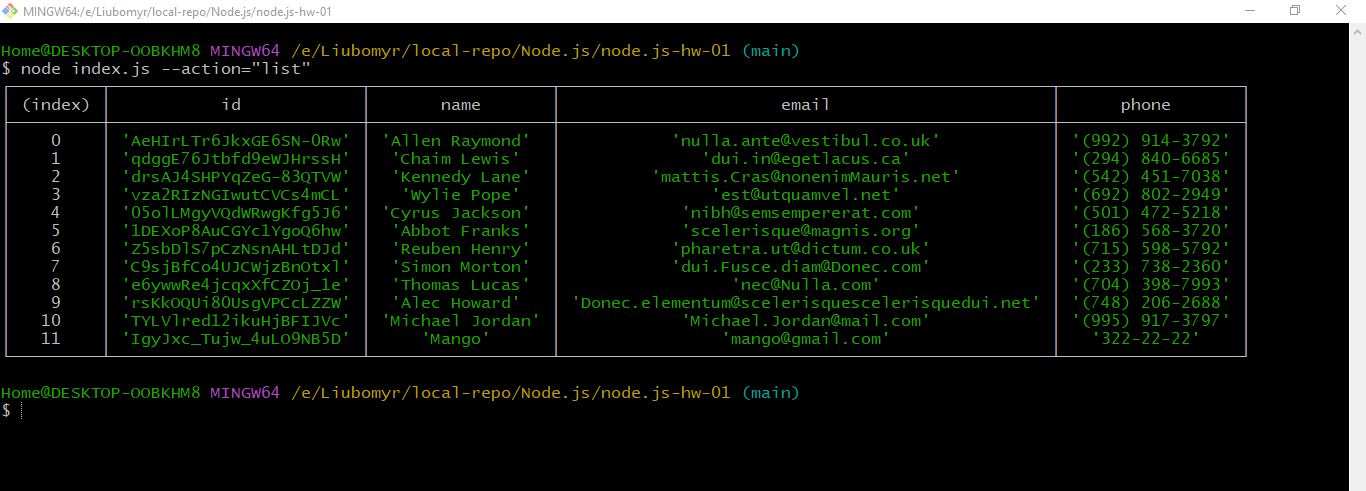 MINGW64:/e/Liubomyr/local-repo/Node.js/node.js-hw-01
Home@DESKTOP-OOBKHM8 MINGW64 /e/Liubomyr/local-repo/Node.js/node.js-hw-01 (main)
$ node index.js --action="list"
(index) id name email phone
0 'AeHIrLTr6JkxGE6SN-0Rw' 'Allen Raymond' 'nulla.ante@vestibul.co.uk' '(992) 914-3792'
1 'qdggE76Jtbfd9eWJHrssH' 'Chaim Lewis' 'dui.in@egetlacus.ca' '(294) 840-6685'
2 'drsAJ4SHPYqZeG-83QTVW' 'Kennedy Lane' 'mattis.Cras@nonenimMauris.net' '(542) 451-7038'
3 'vza2RIzNGIwutCVCs4mCL' 'Wylie Pope' 'est@utquamvel.net' '(692) 802-2949'
4 '05olLMgyVQdWRwgKfg5J6' 'Cyrus Jackson' 'nibh@semsempererat.com' '(501) 472-5218'
5 '1DEXoP8AuCGYc1YgoQ6hw' 'Abbot Franks' 'scelerisque@magnis.org' '(186) 568-3720'
6 'Z5sbDlS7pCzNsnAHLtDJd' 'Reuben Henry' 'pharetra.ut@dictum.co.uk' '(715) 598-5792'
7 'C9sjBfCo4UJCWjzBnOtxl' 'Simon Morton' 'dui.Fusce.diam@Donec.com' '(233) 738-2360'
8 'e6ywwRe4jcqxXfCZOj_1e' 'Thomas Lucas' 'nec@Nulla.com' '(704) 398-7993'
9 'rsKkOQUi80UsgVPCcLZZW' 'Alec Howard' 'Donec.elementum@scelerisquescelerisquedui.net' '(748) 206-2688'
10 'TYLVlred12ikuHjBFIJVc' 'Michael Jordan' 'Michael.Jordan@mail.com' '(995) 917-3797'
11 'IgyJxc_Tujw_4uLO9NB5D' 'Mango' 'mango@gmail.com' '322-22-22'
Home@DESKTOP-OOBKHM8 MINGW64 /e/Liubomyr/local-repo/Node.js/node.js-hw-01 (main)
$